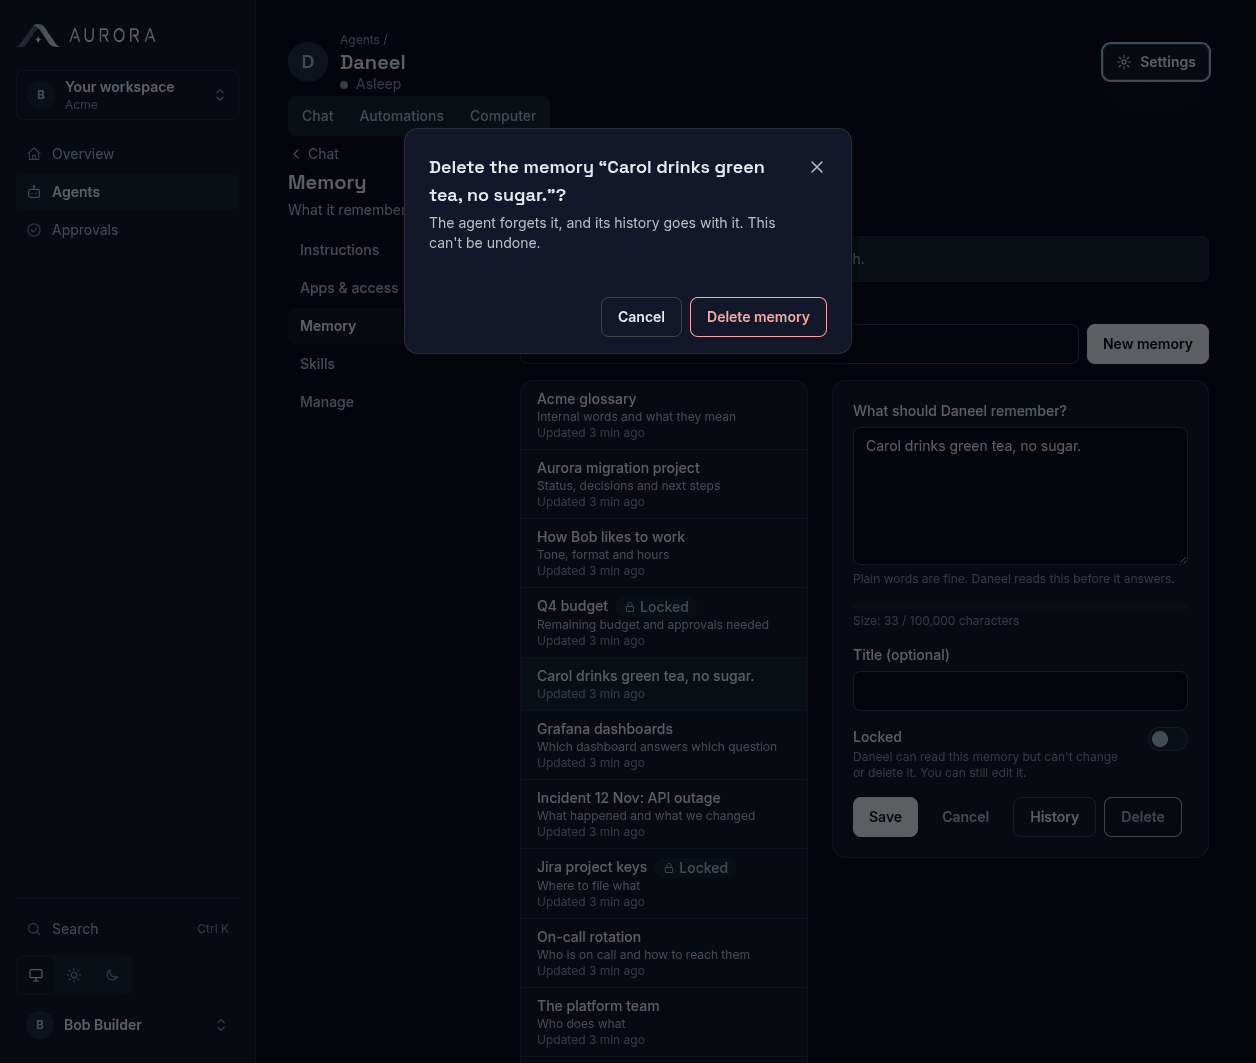 AURORA
B
Your workspace
Acme
Overview
Agents
Approvals
Search
Ctrl K
B
Bob Builder
Agents /
D
Daneel
Asleep
Settings
Chat
Automations
Computer
Chat
Memory
What it remember
Instructions
Apps & access
Memory
Skills
Manage
h.
New memory
Delete the memory “Carol drinks green
tea, no sugar.”?
The agent forgets it, and its history goes with it. This
can't be undone.
Cancel
Delete memory
Acme glossary
Internal words and what they mean
Updated 3 min ago
Aurora migration project
Status, decisions and next steps
Updated 3 min ago
How Bob likes to work
Tone, format and hours
Updated 3 min ago
Q4 budget
Locked
Remaining budget and approvals needed
Updated 3 min ago
Carol drinks green tea, no sugar.
Updated 3 min ago
Grafana dashboards
Which dashboard answers which question
Updated 3 min ago
Incident 12 Nov: API outage
What happened and what we changed
Updated 3 min ago
Jira project keys
Locked
Where to file what
Updated 3 min ago
On-call rotation
Who is on call and how to reach them
Updated 3 min ago
The platform team
Who does what
Updated 3 min ago
What should Daneel remember?
Carol drinks green tea, no sugar.
Plain words are fine. Daneel reads this before it answers.
Size: 33 / 100,000 characters
Title (optional)
Locked
Daneel can read this memory but can't change
or delete it. You can still edit it.
Save
Cancel
History
Delete